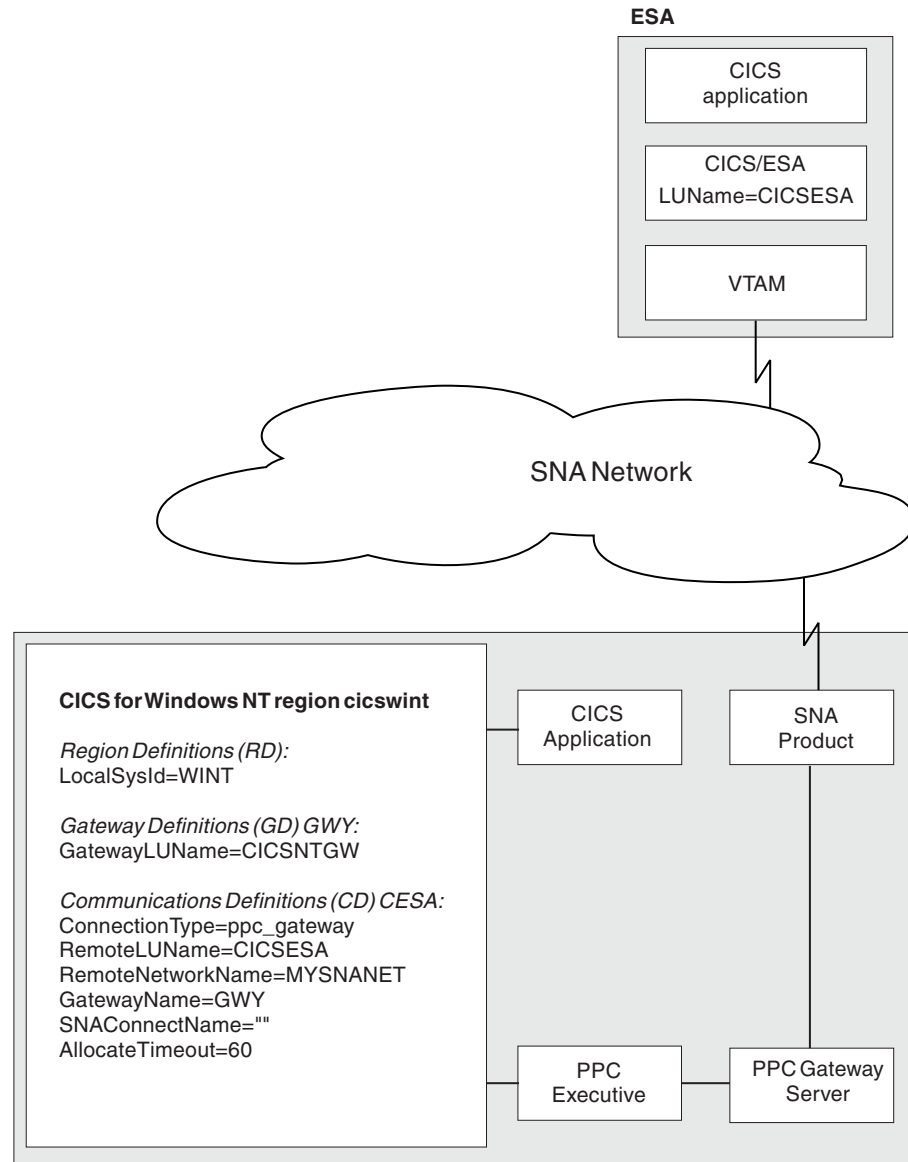 ESA
CICS
application
CICS/ESA
LUName=CICSESA
VTAM
SNA Network
CICS for Windows NT region cicswint
Region Definitions (RD):
LocalSysId=WINT
Gateway Definitions (GD) GWY:
GatewayLUName=CICSNTGW
Communications Definitions (CD) CESA:
ConnectionType=ppc_gateway
RemoteLUName=CICSESA
RemoteNetworkName=MYSNANET
GatewayName=GWY
SNAConnectName=""
AllocateTimeout=60
CICS
Application
SNA
Product
PPC
Executive
PPC Gateway
Server